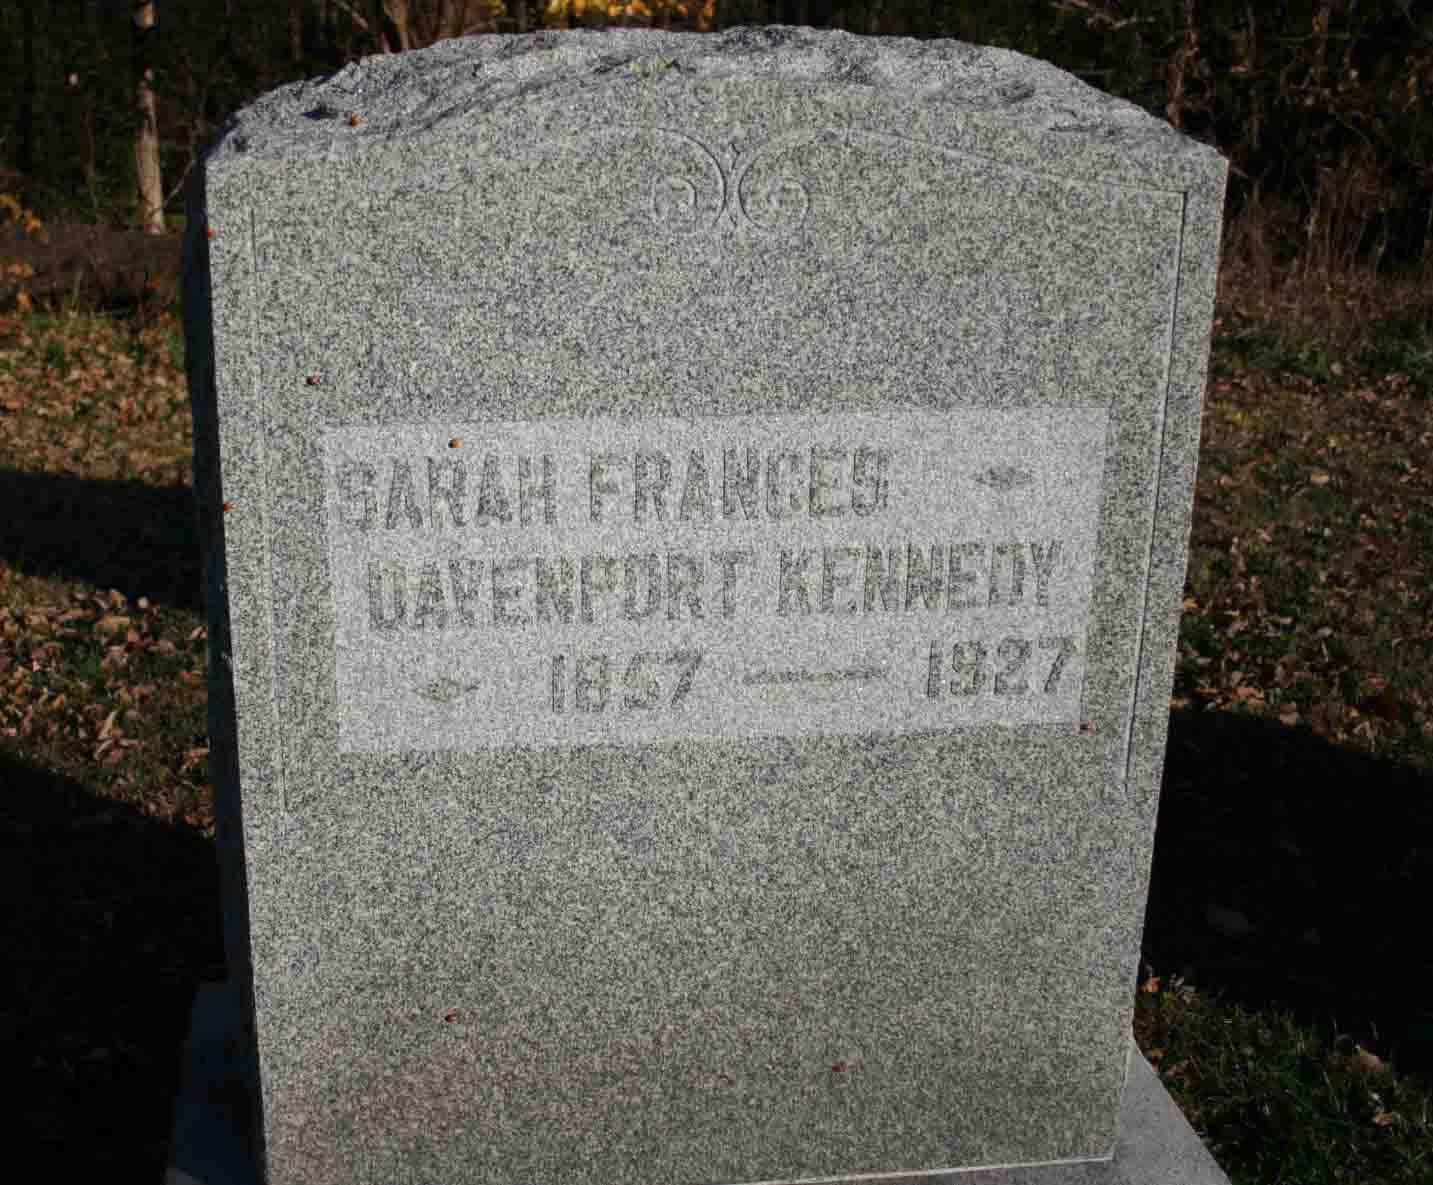 SARAH FRANCES
DAVENPORT KENNEDY
1857 — 1927